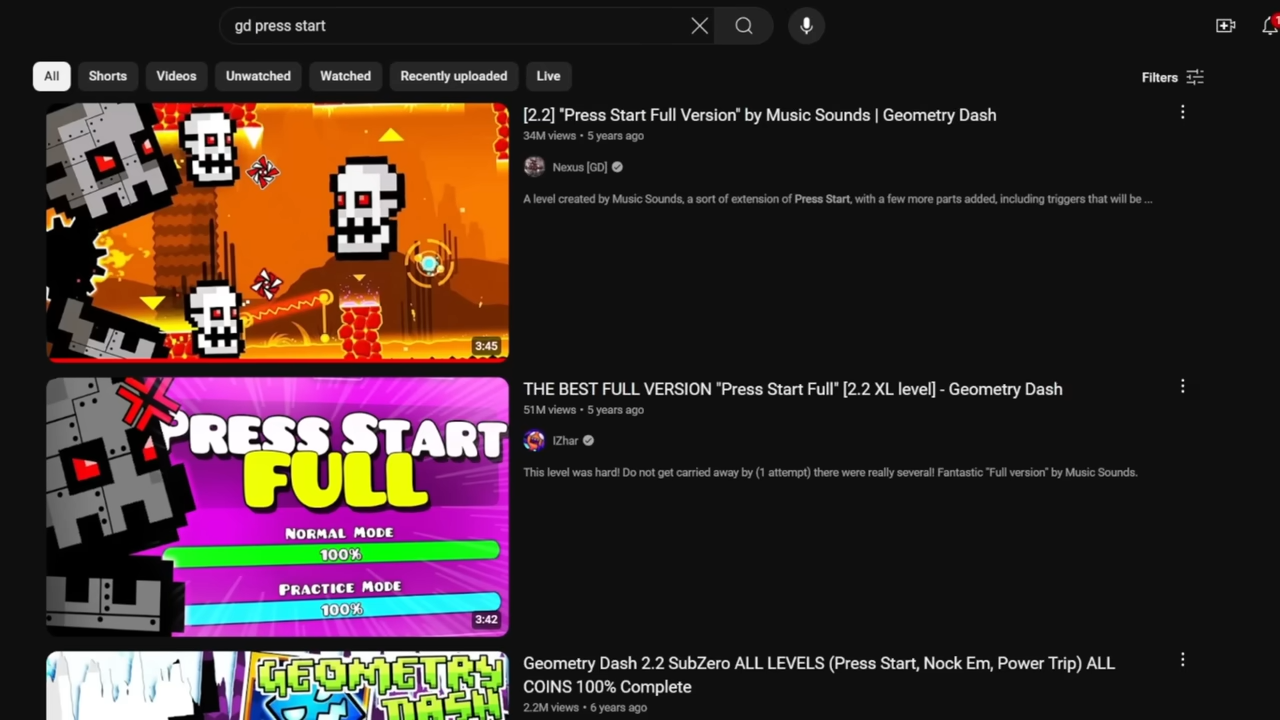 gd press start
1
All
Shorts
Videos
Unwatched
Watched
Recently uploaded
Live
Filters
3:45
[2.2] "Press Start Full Version" by Music Sounds | Geometry Dash
34M views • 5 years ago
Nexus [GD]
A level created by Music Sounds, a sort of extension of Press Start, with a few more parts added, including triggers that will be ...
PRESS START
FULL
NORMAL MODE
100%
PRACTICE MODE
100%
3:42
THE BEST FULL VERSION "Press Start Full" [2.2 XL level] - Geometry Dash
51M views • 5 years ago
IZhar
This level was hard! Do not get carried away by (1 attempt) there were really several! Fantastic "Full version" by Music Sounds.
GEOMETRY
DASH
Geometry Dash 2.2 SubZero ALL LEVELS (Press Start, Nock Em, Power Trip) ALL
COINS 100% Complete
2.2M views • 6 years ago